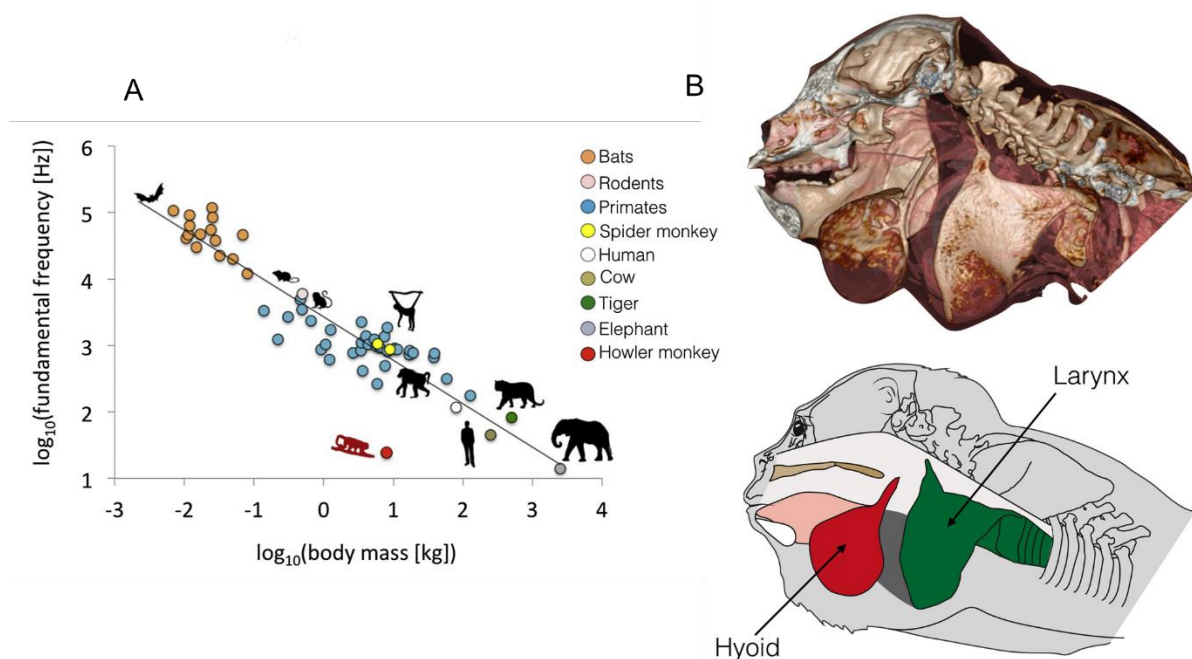 A
B
log₁₀(fundamental frequency [Hz])
6
5
4
3
2
1
-3 -2 -1 0 1 2 3 4
log₁₀(body mass [kg])
Bats
Rodents
Primates
Spider monkey
Human
Cow
Tiger
Elephant
Howler monkey
Larynx
Hyoid